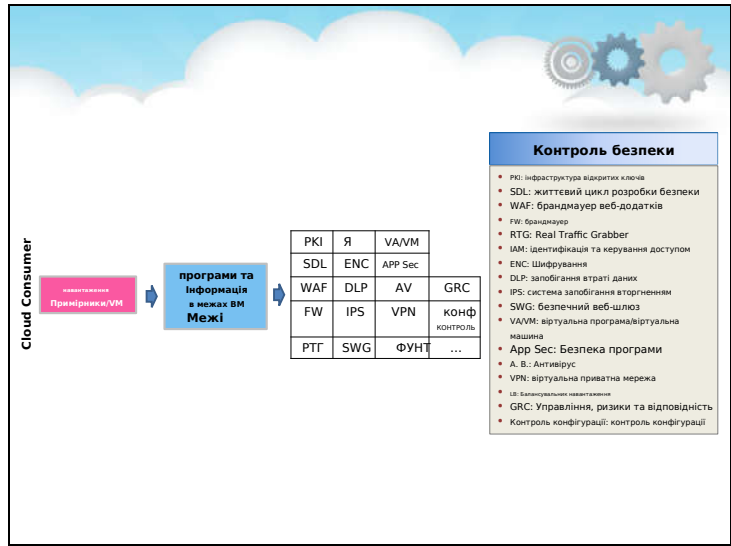 Cloud Consumer
навантаження
Примірники/VM
програми та
Інформація
в межах ВМ
Межі
PKI Я VA/VM
SDL ENC APP Sec
WAF DLP AV GRC
FW IPS VPN конф
контроль
РТГ SWG ФУНТ ...
Контроль безпеки
• PKI: інфраструктура відкритих ключів
• SDL: життєвий цикл розробки безпеки
• WAF: брандмауер веб-додатків
• FW: брандмауер
• RTG: Real Traffic Grabber
• IAM: ідентифікація та керування доступом
• ENC: Шифрування
• DLP: запобігання втраті даних
• IPS: система запобігання вторгненням
• SWG: безпечний веб-шлюз
• VA/VM: віртуальна програма/віртуальна
машина
• App Sec: Безпека програми
• А. В.: Антивірус
• VPN: віртуальна приватна мережа
• LB: Балансувальник навантаження
• GRC: Управління, ризики та відповідність
• Контроль конфігурації: контроль конфігурації